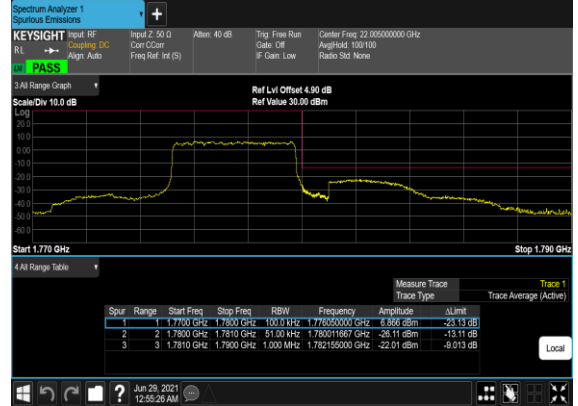 Spectrum Analyzer 1
Spurious Emissions
KEYSIGHT Input: RF Input Z: 50 Ω Atten: 40 dB Trig: Free Run Center Freq: 22.005000000 GHz
RL Coupling: DC Corr CCorr Gate: Off Avg|Hold: 100/100
Align: Auto Freq Ref: Int (S) IF Gain: Low Radio Std: None
PASS
3 All Range Graph
Ref Lvl Offset 4.90 dB
Scale/Div 10.0 dB Ref Value 30.00 dBm
Log
20.0
10.0
0.00
-10.0
-20.0
-30.0
-40.0
-50.0
-60.0
Start 1.770 GHz Stop 1.790 GHz
4 All Range Table
Measure Trace Trace 1
Trace Type Trace Average (Active)
Spur Range Start Freq Stop Freq RBW Frequency Amplitude ΔLimit
1 1 1.7700 GHz 1.7800 GHz 100.0 kHz 1.776050000 GHz 6.866 dBm -23.13 dB
2 2 1.7800 GHz 1.7810 GHz 51.00 kHz 1.780011667 GHz -26.11 dBm -13.11 dB
3 3 1.7810 GHz 1.7900 GHz 1.000 MHz 1.782155000 GHz -22.01 dBm -9.013 dB
Local
? Jun 29, 2021
12:55:26 AM